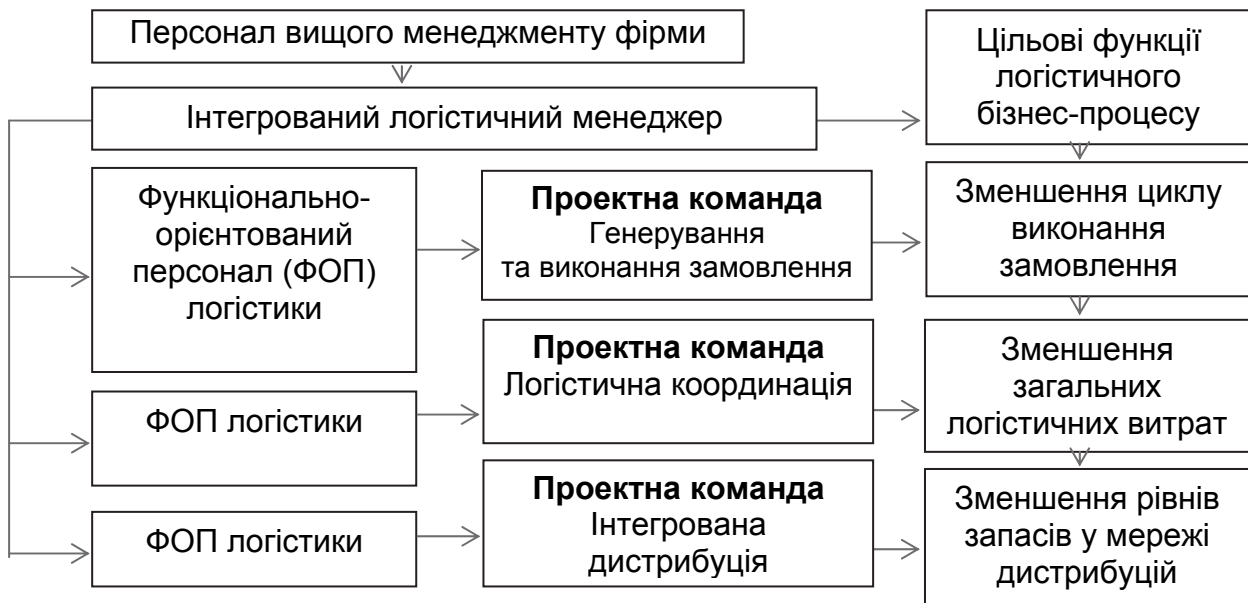 Персонал вищого менеджменту фірми
Інтегрований логістичний менеджер
Цільові функції
логістичного
бізнес-процесу
Функціонально-
орієнтований
персонал (ФОП)
логістики
Проектна команда
Генерування
та виконання замовлення
Зменшення циклу
виконання
замовлення
ФОП логістики
Проектна команда
Логістична координація
Зменшення
загальних
логістичних витрат
ФОП логістики
Проектна команда
Інтегрована
дистрибуція
Зменшення рівнів
запасів у мережі
дистрибуцій